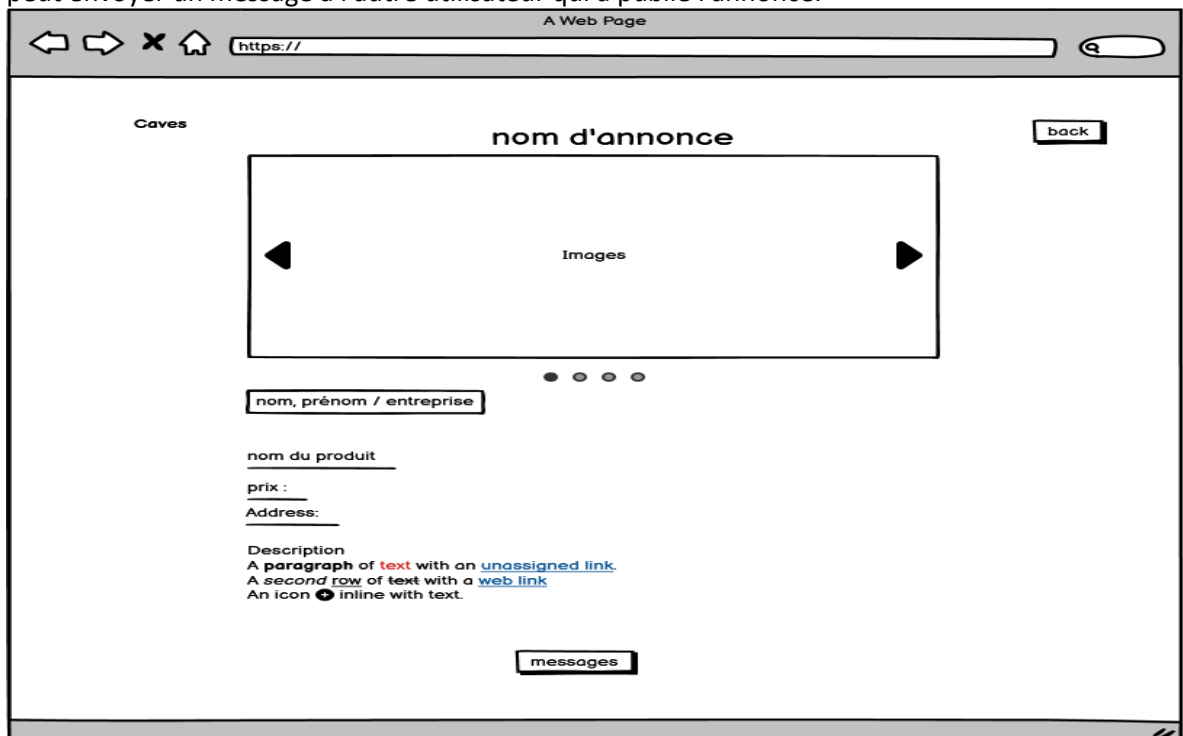 peut envoyer un message à l'autre utilisateur qui a publié l'annonce.
A Web Page
https://
Caves
nom d'annonce
back
Images
nom, prénom / entreprise
nom du produit
prix :
Address:
Description
A paragraph of text with an unassigned link.
A second row of text with a web link
An icon inline with text.
messages